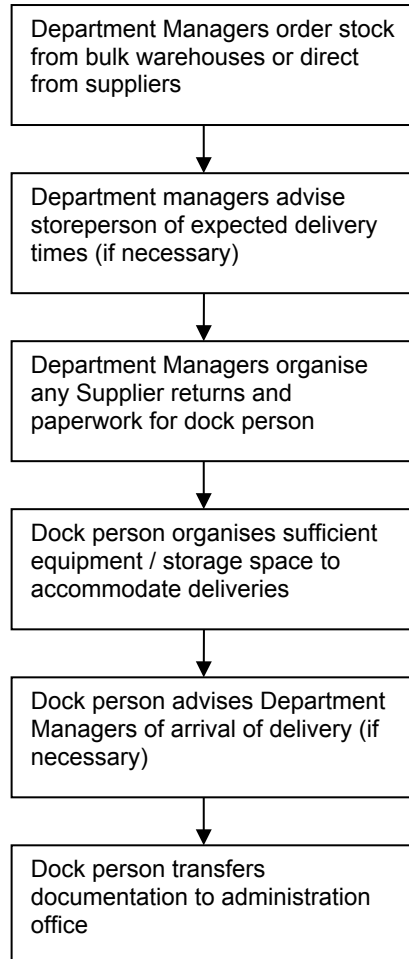 Department Managers order stock
from bulk warehouses or direct
from suppliers
Department managers advise
storeperson of expected delivery
times (if necessary)
Department Managers organise
any Supplier returns and
paperwork for dock person
Dock person organises sufficient
equipment / storage space to
accommodate deliveries
Dock person advises Department
Managers of arrival of delivery (if
necessary)
Dock person transfers
documentation to administration
office